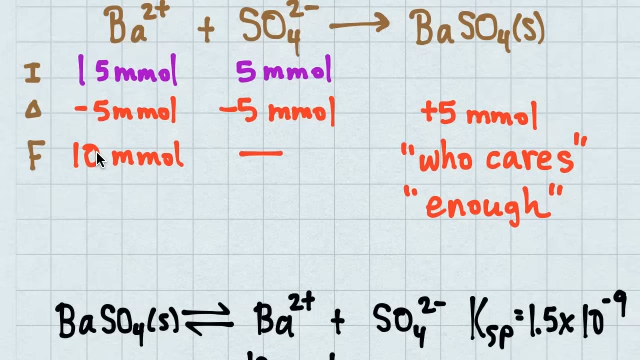 Ba²⁺ + SO₄²⁻ → BaSO₄(s)
I 15 mmol 5 mmol
Δ -5 mmol -5 mmol +5 mmol
F 10 mmol — "who cares"
"enough"
BaSO₄(s) ⇌ Ba²⁺ + SO₄²⁻ Ksp = 1.5 x 10⁻⁹